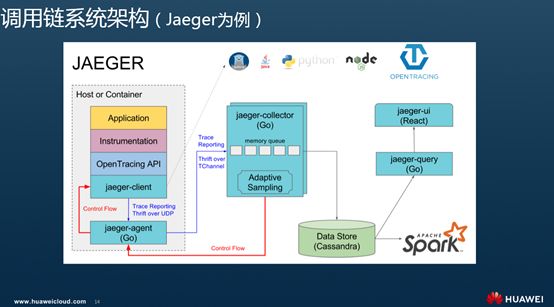 调用链系统架构（Jaeger为例）
JAEGER
Java
python
node
JS
OPENTRACING
Host or Container
Application
Instrumentation
OpenTracing API
jaeger-client
Control Flow
Trace Reporting
Thrift over UDP
jaeger-agent
(Go)
Trace
Reporting
Thrift over
TChannel
jaeger-collector
(Go)
memory queue
Adaptive
Sampling
Control Flow
Data Store
(Cassandra)
jaeger-ui
(React)
jaeger-query
(Go)
APACHE
Spark
www.huaweicloud.com
14
HUAWEI